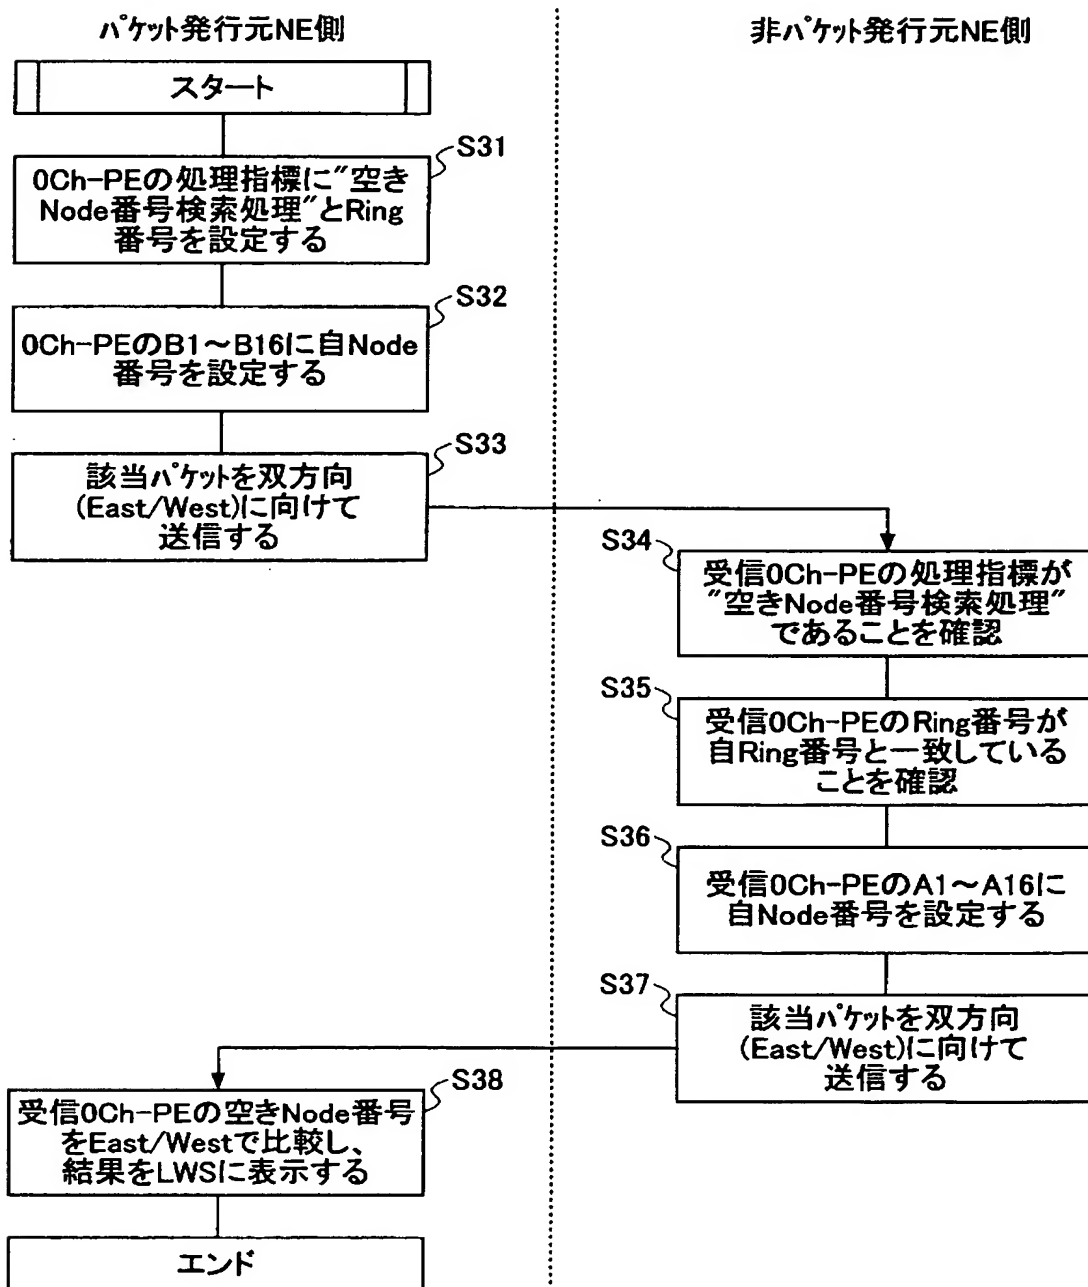 パケット発行元NE側
非パケット発行元NE側
スタート
S31
0Ch-PEの処理指標に"空き
Node番号検索処理"とRing
番号を設定する
S32
0Ch-PEのB1～B16に自Node
番号を設定する
S33
該当パケットを双方向
(East/West)に向けて
送信する
S34
受信0Ch-PEの処理指標が
"空きNode番号検索処理"
であることを確認
S35
受信0Ch-PEのRing番号が
自Ring番号と一致している
ことを確認
S36
受信0Ch-PEのA1～A16に
自Node番号を設定する
S37
該当パケットを双方向
(East/West)に向けて
送信する
S38
受信0Ch-PEの空きNode番号
をEast/Westで比較し、
結果をLWSに表示する
エンド